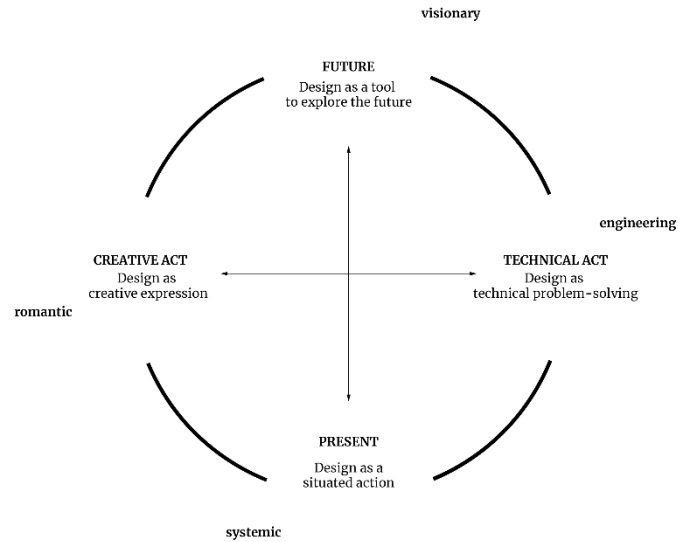 visionary
FUTURE
Design as a tool
to explore the future
engineering
CREATIVE ACT
Design as
creative expression
TECHNICAL ACT
Design as
technical problem-solving
romantic
PRESENT
Design as a
situated action
systemic